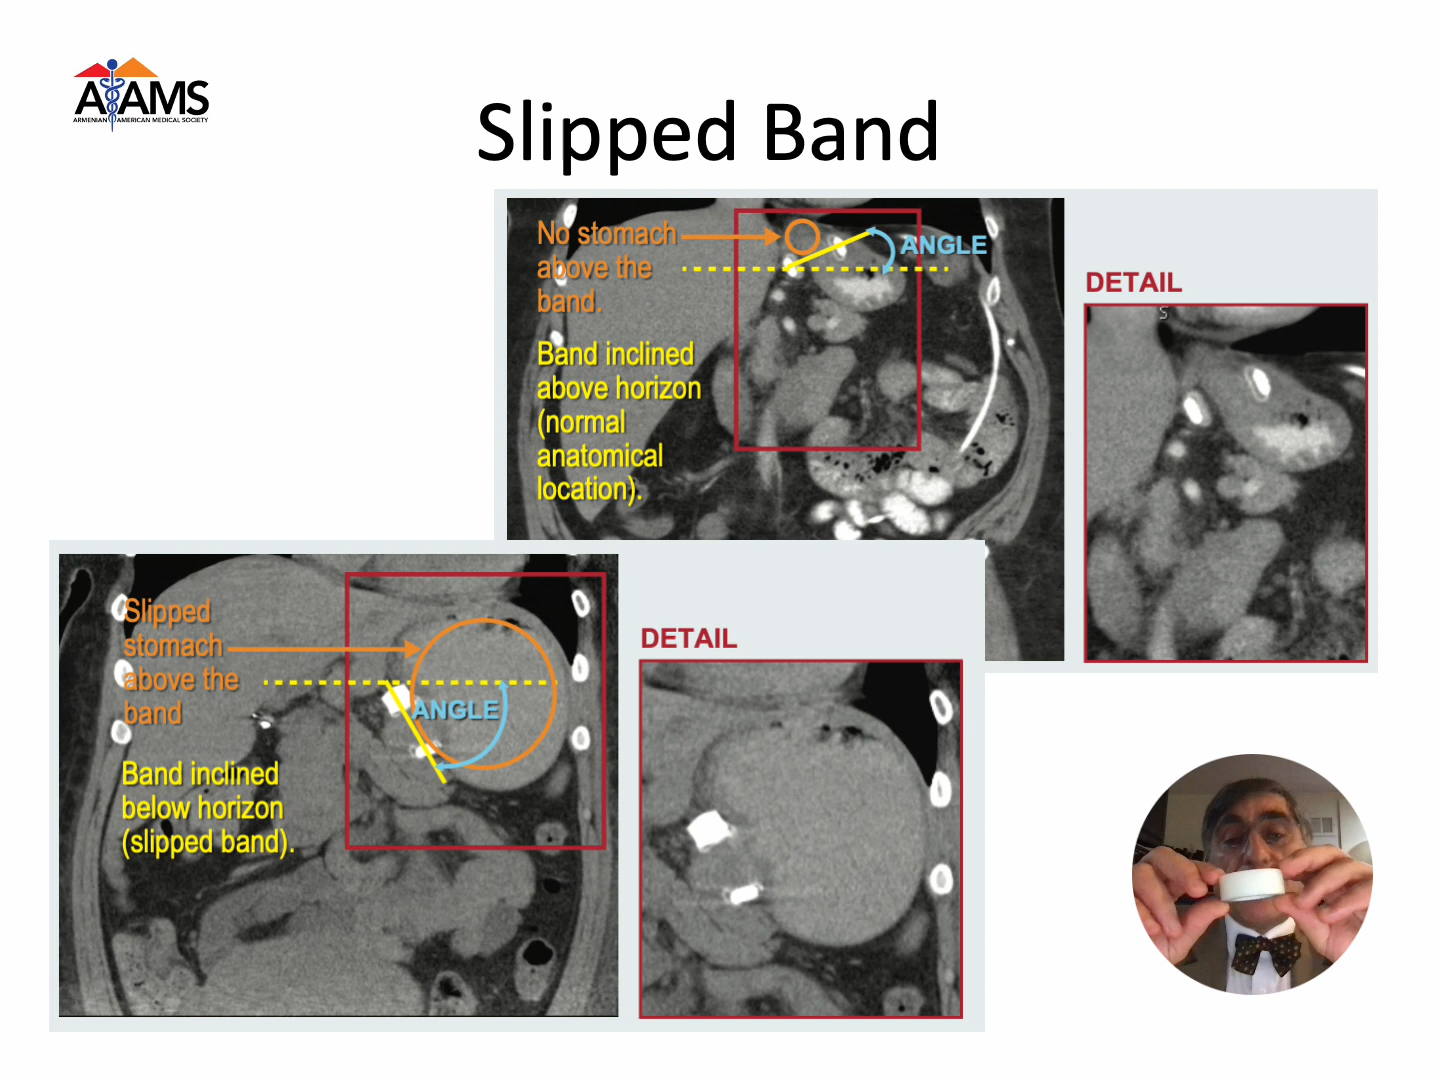 AAMS
ARMENIAN AMERICAN MEDICAL SOCIETY
Slipped Band
No stomach
above the
band.
ANGLE
Band inclined
above horizon
(normal
anatomical
location).
DETAIL
S
Slipped
stomach
above the
band
ANGLE
Band inclined
below horizon
(slipped band).
DETAIL